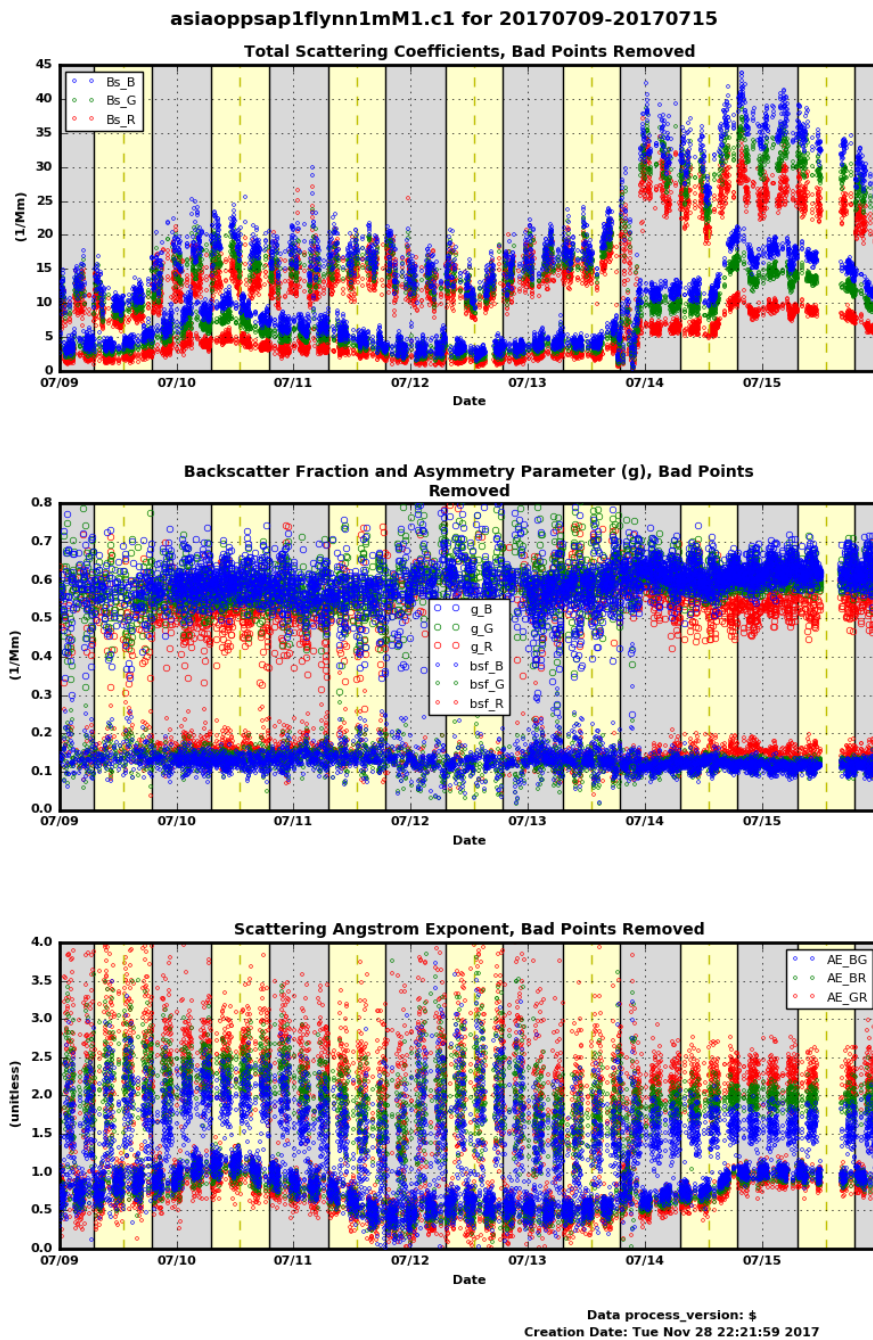 asiaoppsap1flynn1mM1.c1 for 20170709-20170715
Total Scattering Coefficients, Bad Points Removed
45
40
35
30
25
20
15
10
5
0
(1/Mm)
Bs_B
Bs_G
Bs_R
07/09 07/10 07/11 07/12 07/13 07/14 07/15
Date
Backscatter Fraction and Asymmetry Parameter (g), Bad Points
Removed
0.8
0.7
0.6
0.5
0.4
0.3
0.2
0.1
0.0
(1/Mm)
g_B
g_G
g_R
bsf_B
bsf_G
bsf_R
07/09 07/10 07/11 07/12 07/13 07/14 07/15
Date
Scattering Angstrom Exponent, Bad Points Removed
4.0
3.5
3.0
2.5
2.0
1.5
1.0
0.5
0.0
(unitless)
AE_BG
AE_BR
AE_GR
07/09 07/10 07/11 07/12 07/13 07/14 07/15
Date
Data process_version: $
Creation Date: Tue Nov 28 22:21:59 2017